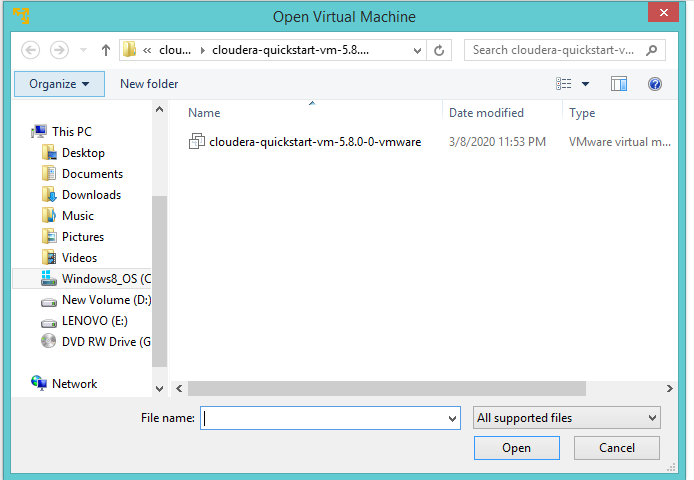 Open Virtual Machine
« clou... › cloudera-quickstart-vm-5.8.... Search cloudera-quickstart-v...
Organize New folder
Name Date modified Type
cloudera-quickstart-vm-5.8.0-0-vmware 3/8/2020 11:53 PM VMware virtual m...
This PC
Desktop
Documents
Downloads
Music
Pictures
Videos
Windows8_OS (C
New Volume (D:)
LENOVO (E:)
DVD RW Drive (G
Network
File name: All supported files
Open Cancel